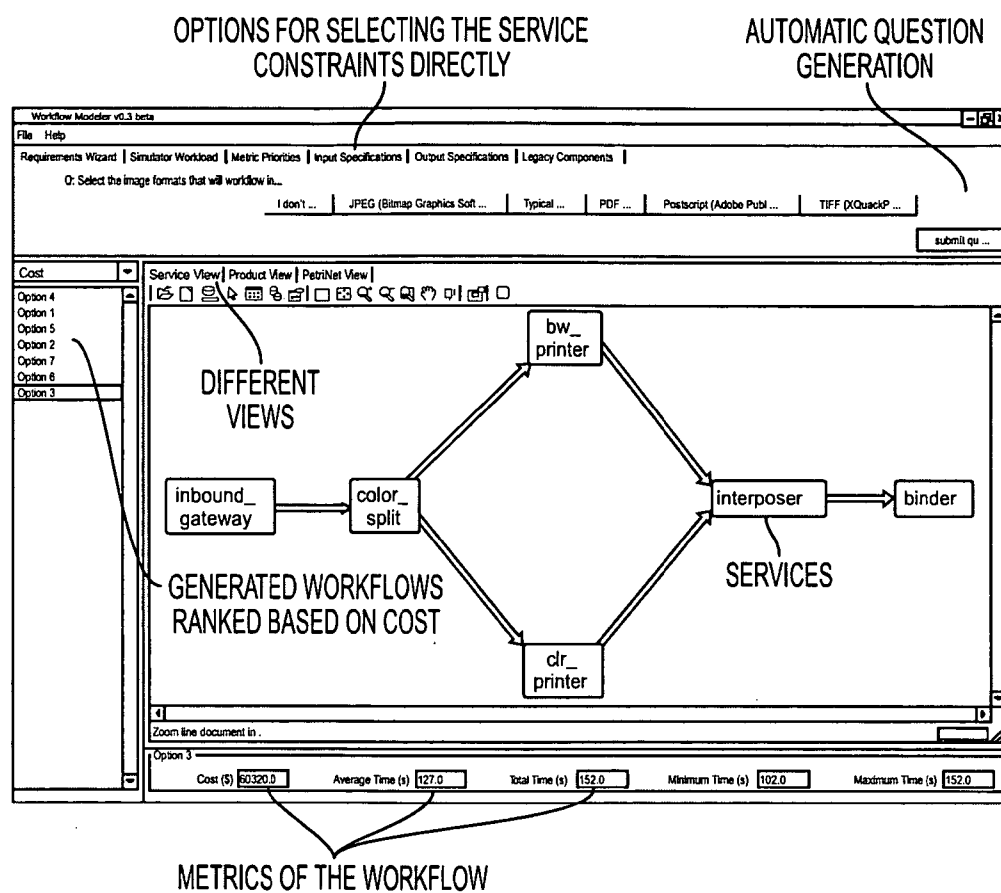 OPTIONS FOR SELECTING THE SERVICE
CONSTRAINTS DIRECTLY
AUTOMATIC QUESTION
GENERATION
Workflow Modeler v0.3 beta
File Help
Requirements Wizard | Simulator Workload | Metric Priorities | Input Specifications | Output Specifications | Legacy Components |
Q: Select the image formats that will workflow in...
I don't ... | JPEG (Bitmap Graphics Soft ... | Typical ... | PDF ... | Postscript (Adobe Publ ... | TIFF (XQuackP ...
submit qu ...
Cost
Option 4
Option 1
Option 5
Option 2
Option 7
Option 6
Option 3
Service View | Product View | PetriNet View |
bw_
printer
DIFFERENT
VIEWS
inbound_
gateway
color_
split
interposer
binder
SERVICES
GENERATED WORKFLOWS
RANKED BASED ON COST
clr_
printer
Zoom line document in .
Option 3
Cost ($) 60320.0 Average Time (s) 127.0 Total Time (s) 152.0 Minimum Time (s) 102.0 Maximum Time (s) 152.0
METRICS OF THE WORKFLOW